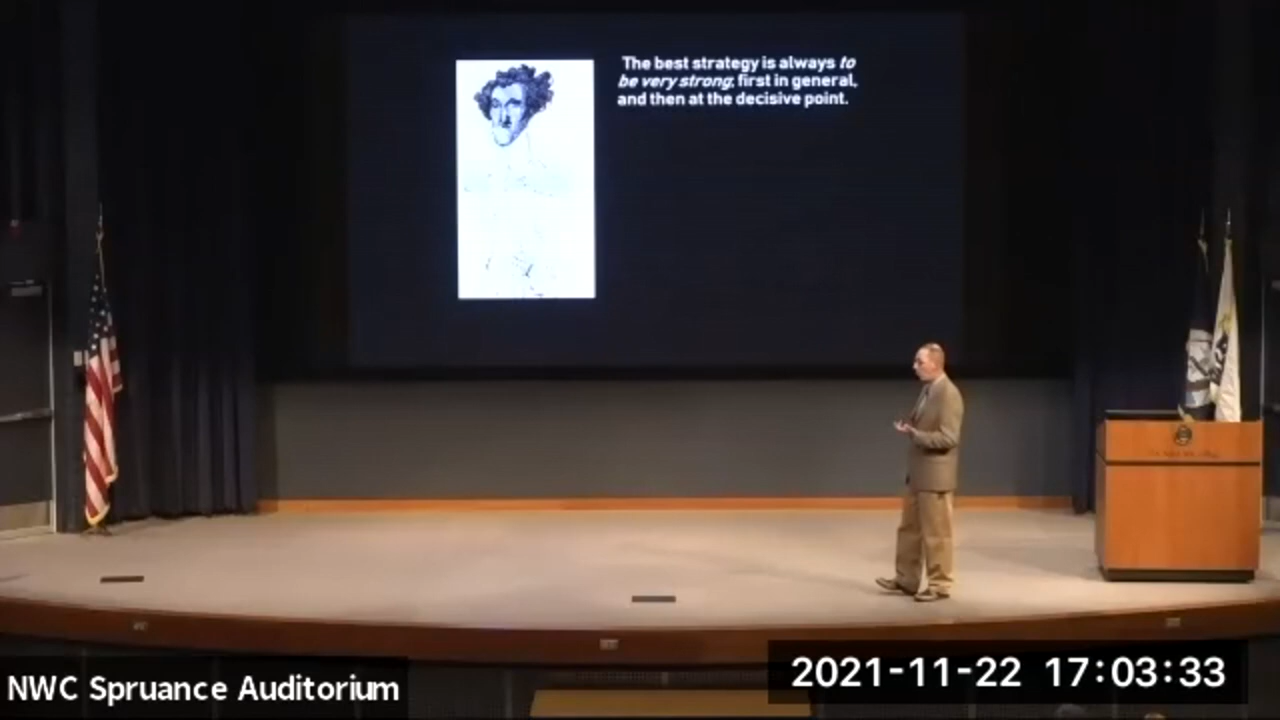 The best strategy is always to
be very strong; first in general,
and then at the decisive point.
NWC Spruance Auditorium
2021-11-22 17:03:33